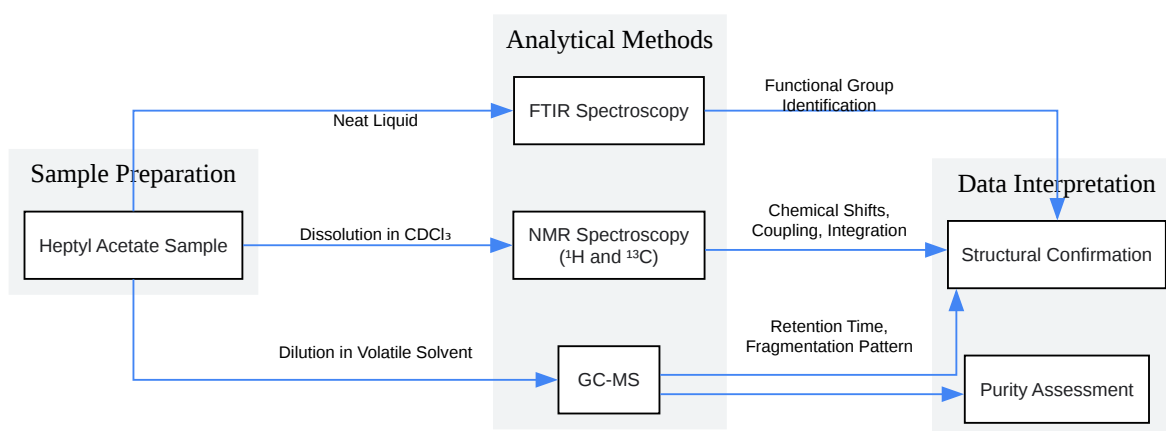 Analytical Methods
FTIR Spectroscopy
Functional Group
Identification
Neat Liquid
Sample Preparation
Data Interpretation
Heptyl Acetate Sample
Dissolution in CDCl₃
NMR Spectroscopy
(¹H and ¹³C)
Chemical Shifts,
Coupling, Integration
Structural Confirmation
Dilution in Volatile Solvent
GC-MS
Retention Time,
Fragmentation Pattern
Purity Assessment